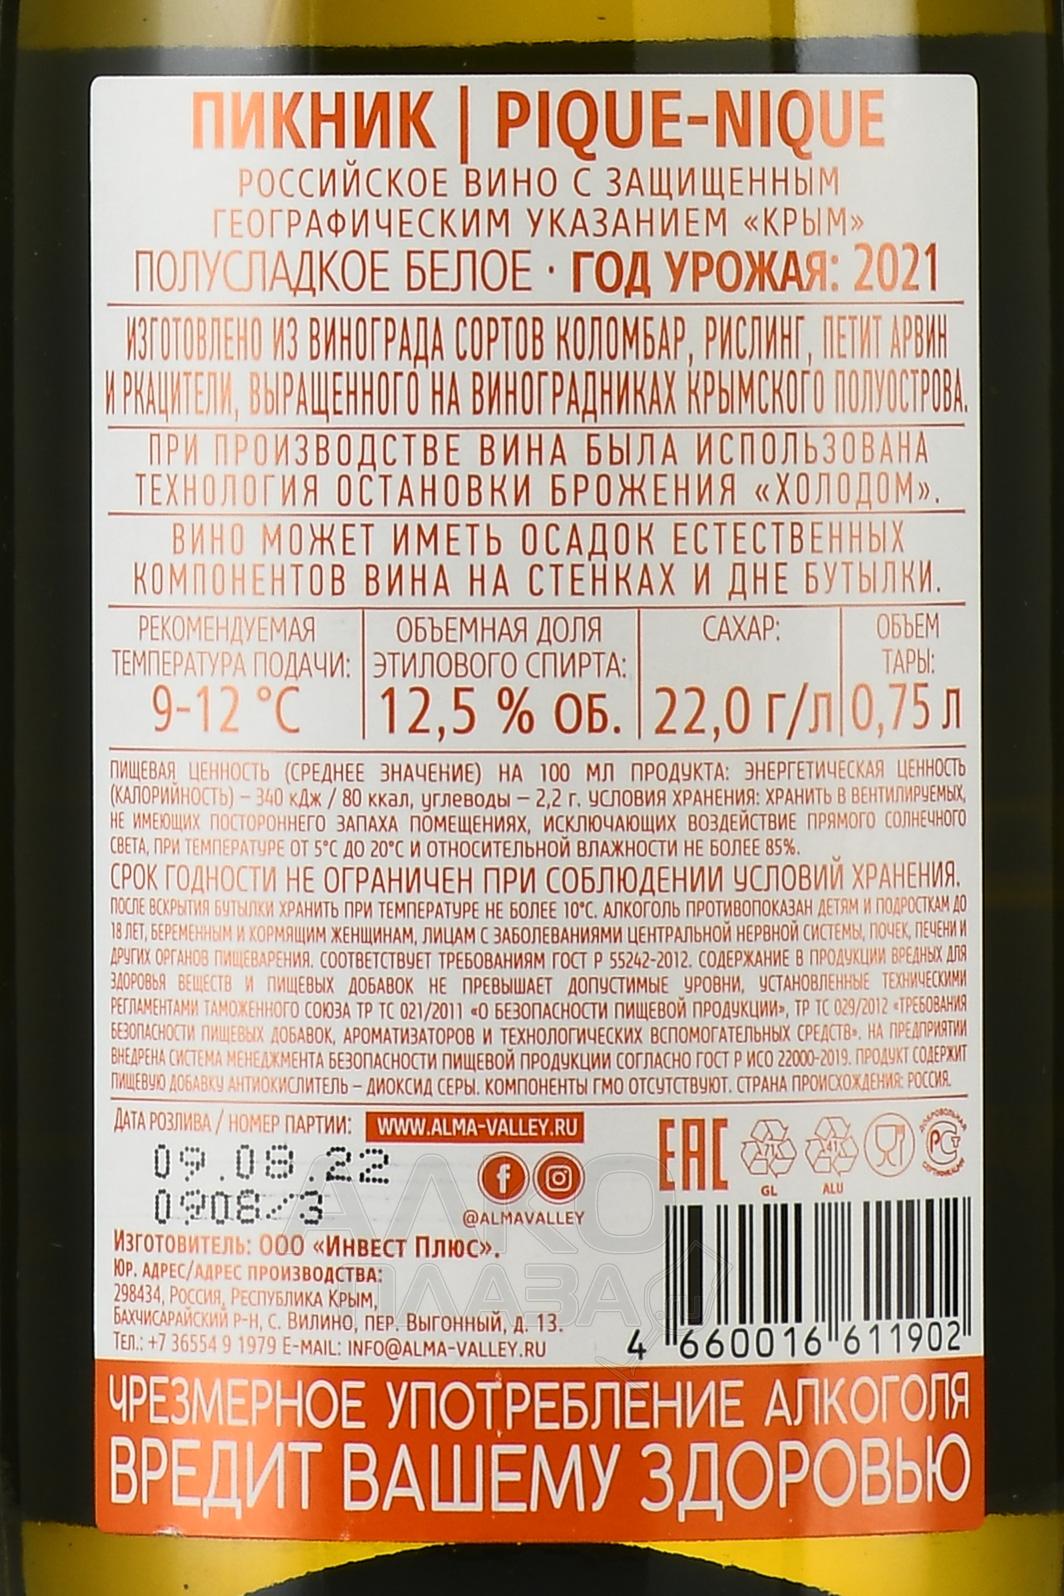 ПИКНИК | PIQUE-NIQUE
РОССИЙСКОЕ ВИНО С ЗАЩИЩЕННЫМ
ГЕОГРАФИЧЕСКИМ УКАЗАНИЕМ «КРЫМ»
ПОЛУСЛАДКОЕ БЕЛОЕ · ГОД УРОЖАЯ: 2021
ИЗГОТОВЛЕНО ИЗ ВИНОГРАДА СОРТОВ КОЛОМБАР, РИСЛИНГ, ПЕТИТ АРВИН
И РКАЦИТЕЛИ, ВЫРАЩЕННОГО НА ВИНОГРАДНИКАХ КРЫМСКОГО ПОЛУОСТРОВА.
ПРИ ПРОИЗВОДСТВЕ ВИНА БЫЛА ИСПОЛЬЗОВАНА
ТЕХНОЛОГИЯ ОСТАНОВКИ БРОЖЕНИЯ «ХОЛОДОМ».
ВИНО МОЖЕТ ИМЕТЬ ОСАДОК ЕСТЕСТВЕННЫХ
КОМПОНЕНТОВ ВИНА НА СТЕНКАХ И ДНЕ БУТЫЛКИ.
РЕКОМЕНДУЕМАЯ
ТЕМПЕРАТУРА ПОДАЧИ:
9-12 °С
ОБЪЕМНАЯ ДОЛЯ
ЭТИЛОВОГО СПИРТА:
12,5 % ОБ.
САХАР:
22,0 г/л
ОБЪЕМ
ТАРЫ:
0,75 л
ПИЩЕВАЯ ЦЕННОСТЬ (СРЕДНЕЕ ЗНАЧЕНИЕ) НА 100 МЛ ПРОДУКТА: ЭНЕРГЕТИЧЕСКАЯ ЦЕННОСТЬ
(КАЛОРИЙНОСТЬ) – 340 кДж / 80 ккал, углеводы – 2,2 г. УСЛОВИЯ ХРАНЕНИЯ: ХРАНИТЬ В ВЕНТИЛИРУЕМЫХ,
НЕ ИМЕЮЩИХ ПОСТОРОННЕГО ЗАПАХА ПОМЕЩЕНИЯХ, ИСКЛЮЧАЮЩИХ ВОЗДЕЙСТВИЕ ПРЯМОГО СОЛНЕЧНОГО
СВЕТА, ПРИ ТЕМПЕРАТУРЕ ОТ 5°С ДО 20°С И ОТНОСИТЕЛЬНОЙ ВЛАЖНОСТИ НЕ БОЛЕЕ 85%.
СРОК ГОДНОСТИ НЕ ОГРАНИЧЕН ПРИ СОБЛЮДЕНИИ УСЛОВИЙ ХРАНЕНИЯ.
ПОСЛЕ ВСКРЫТИЯ БУТЫЛКИ ХРАНИТЬ ПРИ ТЕМПЕРАТУРЕ НЕ БОЛЕЕ 10°С. АЛКОГОЛЬ ПРОТИВОПОКАЗАН ДЕТЯМ И ПОДРОСТКАМ ДО
18 ЛЕТ, БЕРЕМЕННЫМ И КОРМЯЩИМ ЖЕНЩИНАМ, ЛИЦАМ С ЗАБОЛЕВАНИЯМИ ЦЕНТРАЛЬНОЙ НЕРВНОЙ СИСТЕМЫ, ПОЧЕК, ПЕЧЕНИ И
ДРУГИХ ОРГАНОВ ПИЩЕВАРЕНИЯ. СООТВЕТСТВУЕТ ТРЕБОВАНИЯМ ГОСТ Р 55242-2012. СОДЕРЖАНИЕ В ПРОДУКЦИИ ВРЕДНЫХ ДЛЯ
ЗДОРОВЬЯ ВЕЩЕСТВ И ПИЩЕВЫХ ДОБАВОК НЕ ПРЕВЫШАЕТ ДОПУСТИМЫЕ УРОВНИ, УСТАНОВЛЕННЫЕ ТЕХНИЧЕСКИМИ
РЕГЛАМЕНТАМИ ТАМОЖЕННОГО СОЮЗА ТР ТС 021/2011 «О БЕЗОПАСНОСТИ ПИЩЕВОЙ ПРОДУКЦИИ», ТР ТС 029/2012 «ТРЕБОВАНИЯ
БЕЗОПАСНОСТИ ПИЩЕВЫХ ДОБАВОК, АРОМАТИЗАТОРОВ И ТЕХНОЛОГИЧЕСКИХ ВСПОМОГАТЕЛЬНЫХ СРЕДСТВ». НА ПРЕДПРИЯТИИ
ВНЕДРЕНА СИСТЕМА МЕНЕДЖМЕНТА БЕЗОПАСНОСТИ ПИЩЕВОЙ ПРОДУКЦИИ СОГЛАСНО ГОСТ Р ИСО 22000-2019. ПРОДУКТ СОДЕРЖИТ
ПИЩЕВУЮ ДОБАВКУ АНТИОКИСЛИТЕЛЬ – ДИОКСИД СЕРЫ. КОМПОНЕНТЫ ГМО ОТСУТСТВУЮТ. СТРАНА ПРОИСХОЖДЕНИЯ: РОССИЯ.
ДАТА РОЗЛИВА / НОМЕР ПАРТИИ:
09.08.22
0908/3
WWW.ALMA-VALLEY.RU
@ALMAVALLEY
EAC
71
GL
41
ALU
ДОБРОВОЛЬНАЯ
СЕРТИФИКАЦИЯ
ИЗГОТОВИТЕЛЬ: ООО «ИНВЕСТ ПЛЮС».
ЮР. АДРЕС/АДРЕС ПРОИЗВОДСТВА:
298434, РОССИЯ, РЕСПУБЛИКА КРЫМ,
БАХЧИСАРАЙСКИЙ Р-Н, С. ВИЛИНО, ПЕР. ВЫГОННЫЙ, Д. 13.
ТЕЛ.: +7 36554 9 1979 E-MAIL: INFO@ALMA-VALLEY.RU
4 660016 611902
АЛКО
ПЛАЗА.ru
ЧРЕЗМЕРНОЕ УПОТРЕБЛЕНИЕ АЛКОГОЛЯ
ВРЕДИТ ВАШЕМУ ЗДОРОВЬЮ